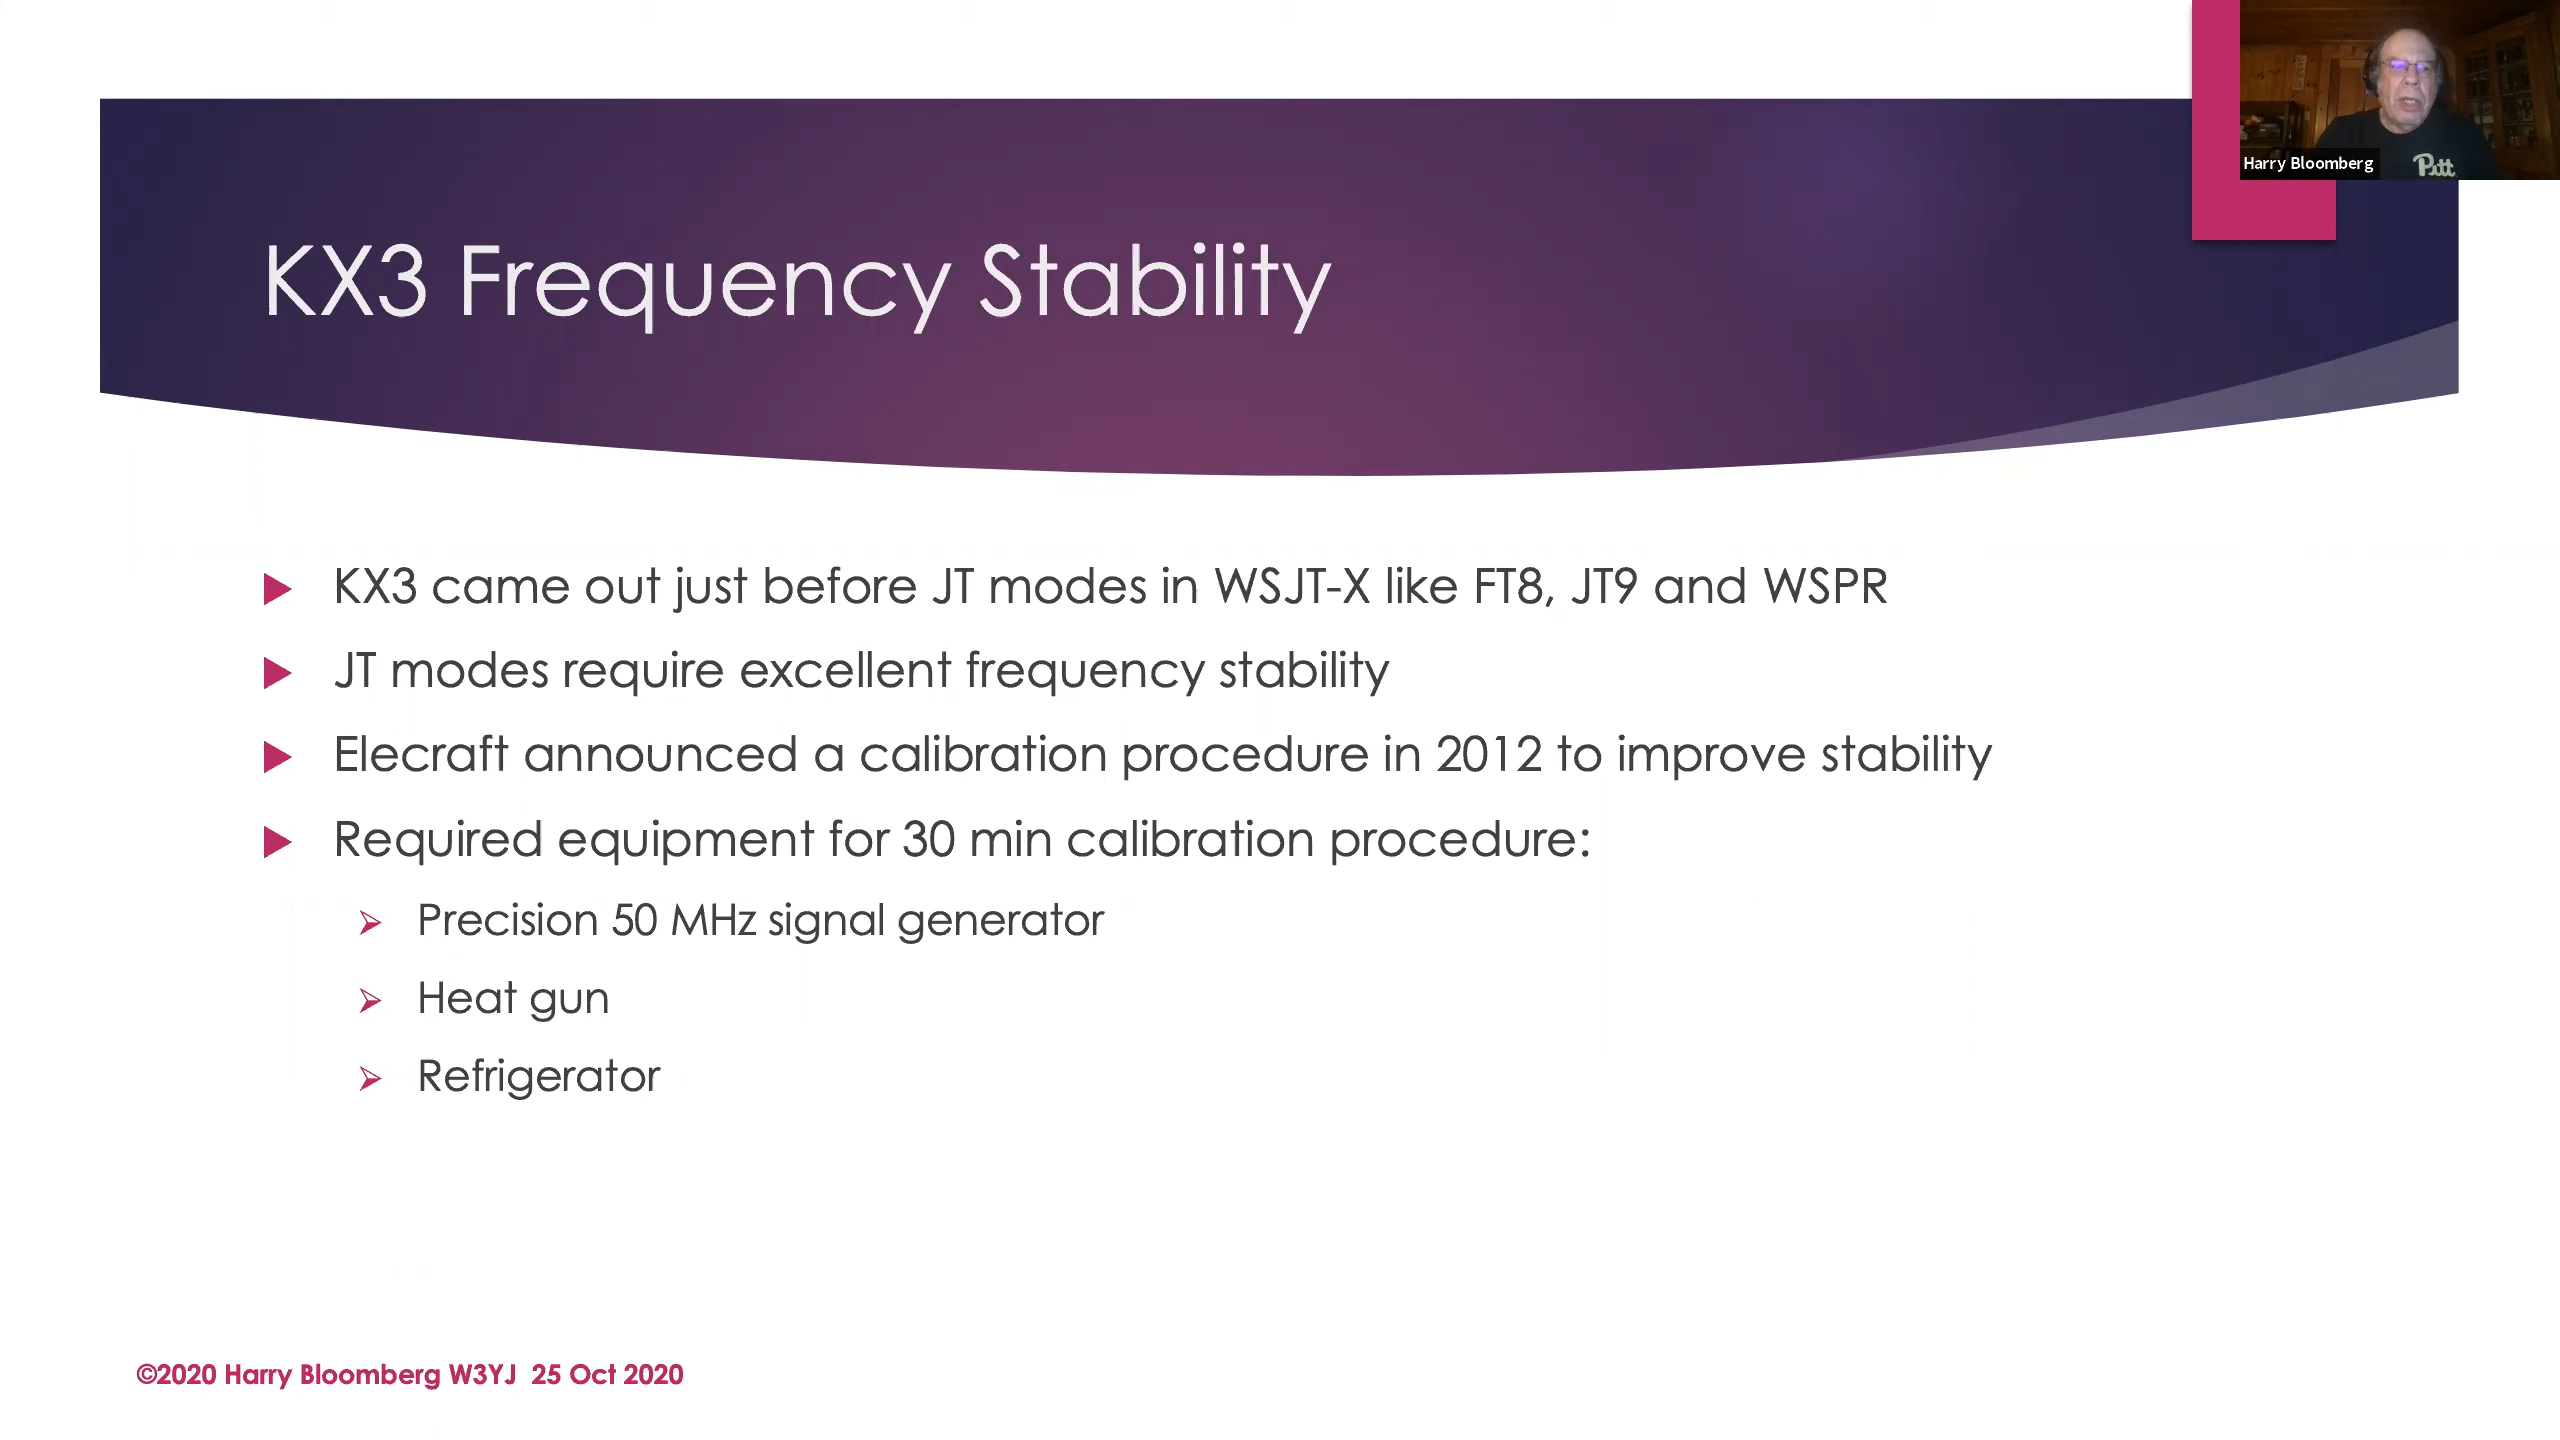 Harry Bloomberg
Pitt
KX3 Frequency Stability
KX3 came out just before JT modes in WSJT-X like FT8, JT9 and WSPR
JT modes require excellent frequency stability
Elecraft announced a calibration procedure in 2012 to improve stability
Required equipment for 30 min calibration procedure:
Precision 50 MHz signal generator
Heat gun
Refrigerator
©2020 Harry Bloomberg W3YJ 25 Oct 2020